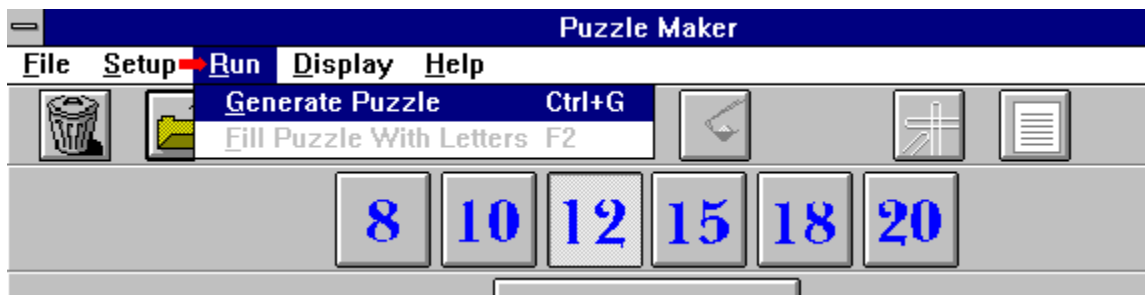 Puzzle Maker
File Setup Run Display Help
Generate Puzzle Ctrl+G
Fill Puzzle With Letters F2
8 10 12 15 18 20